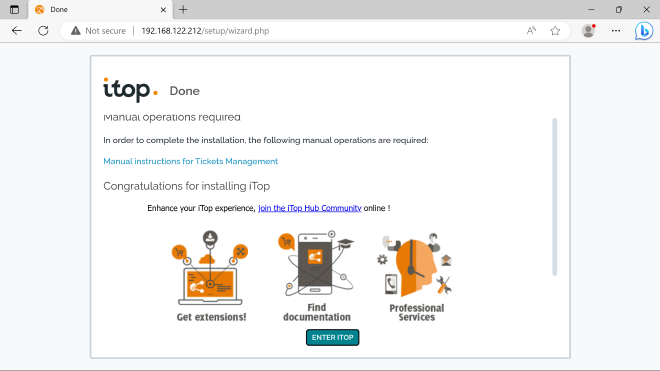 Done
Not secure
192.168.122.212/setup/wizard.php
itop.
Done
Manual operations required
In order to complete the installation, the following manual operations are required:
Manual instructions for Tickets Management
Congratulations for installing iTop
Enhance your iTop experience, join the iTop Hub Community online !
Get extensions!
Find
documentation
Professional
Services
ENTER ITOP